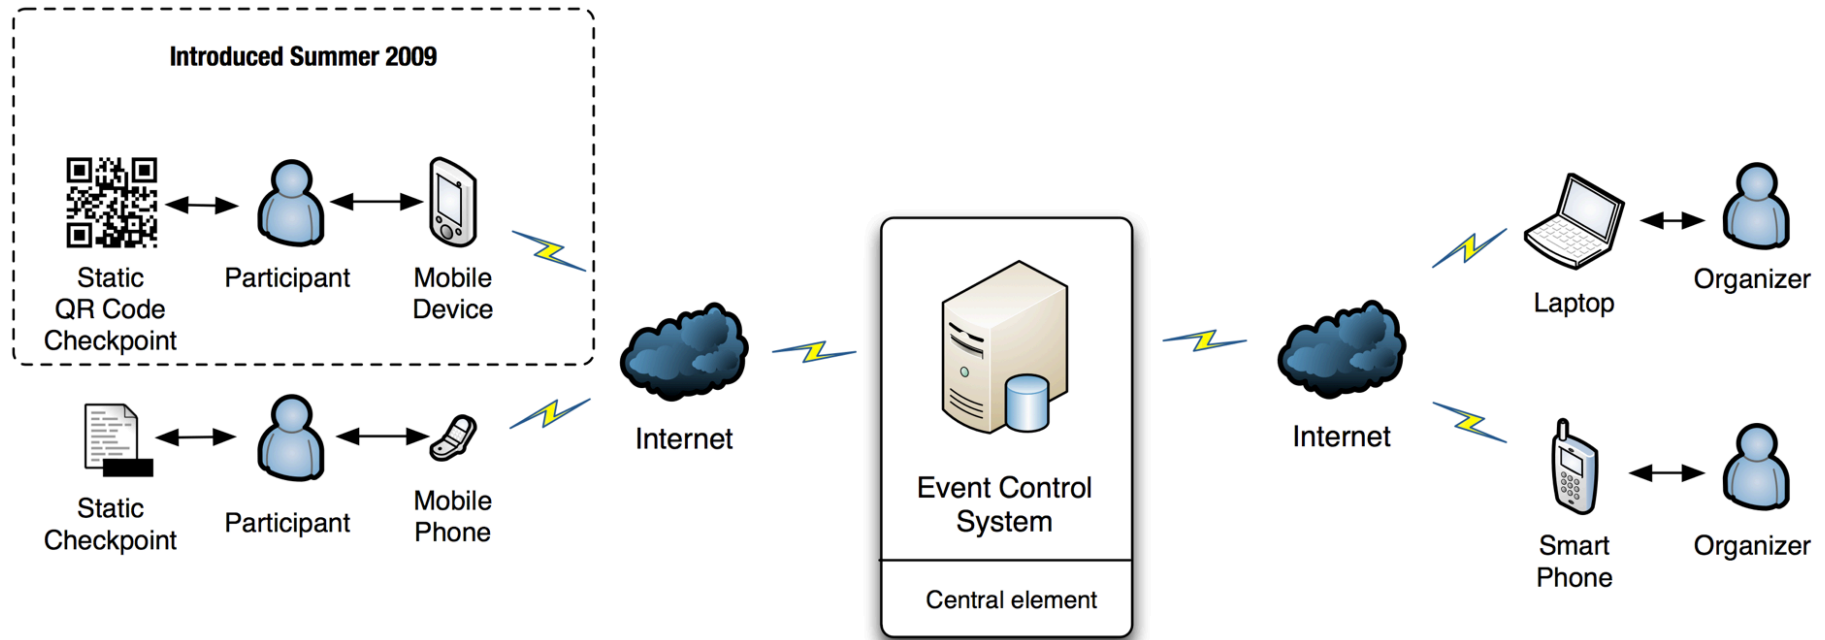 Introduced Summer 2009
Static
QR Code
Checkpoint
Participant
Mobile
Device
Static
Checkpoint
Participant
Mobile
Phone
Internet
Event Control
System
Central element
Internet
Laptop
Organizer
Smart
Phone
Organizer